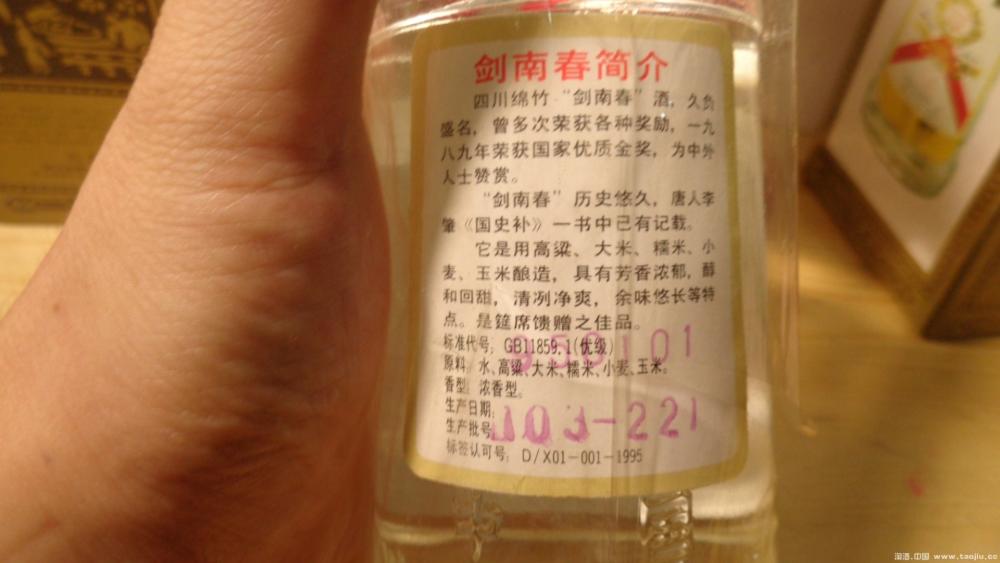 剑南春简介
四川绵竹“剑南春”酒，久负
盛名，曾多次荣获各种奖励，一九
八九年荣获国家优质金奖，为中外
人士赞赏。
“剑南春”历史悠久，唐人李
肇《国史补》一书中已有记载。
它是用高粱、大米、糯米、小
麦、玉米酿造，具有芳香浓郁，醇
和回甜，清冽净爽，余味悠长等特
点。是筵席馈赠之佳品。
标准代号：GB11859.1(优级)
原料：水、高粱、大米、糯米、小麦、玉米。
香型：浓香型。
生产日期：
生产批号：
03-221
标签认可号：D/X01-001-1995
淘酒.中国 www.taojiu.cc